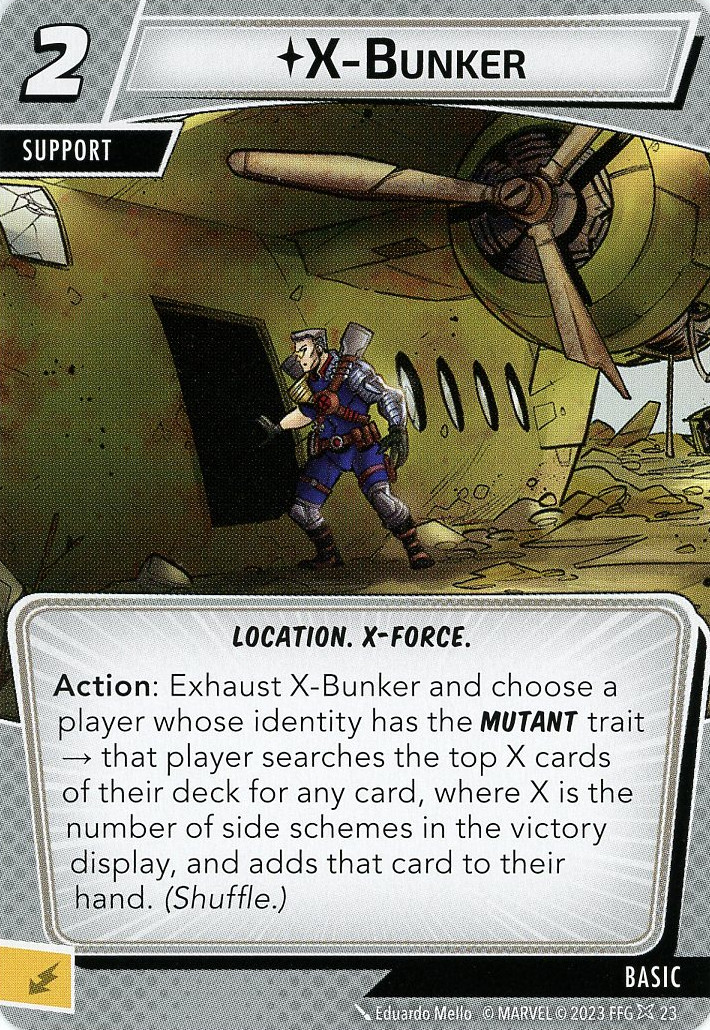 2
X-Bunker
SUPPORT
LOCATION. X-FORCE.
Action: Exhaust X-Bunker and choose a
player whose identity has the MUTANT trait
→ that player searches the top X cards
of their deck for any card, where X is the
number of side schemes in the victory
display, and adds that card to their
hand. (Shuffle.)
BASIC
Eduardo Mello © MARVEL © 2023 FFG 23